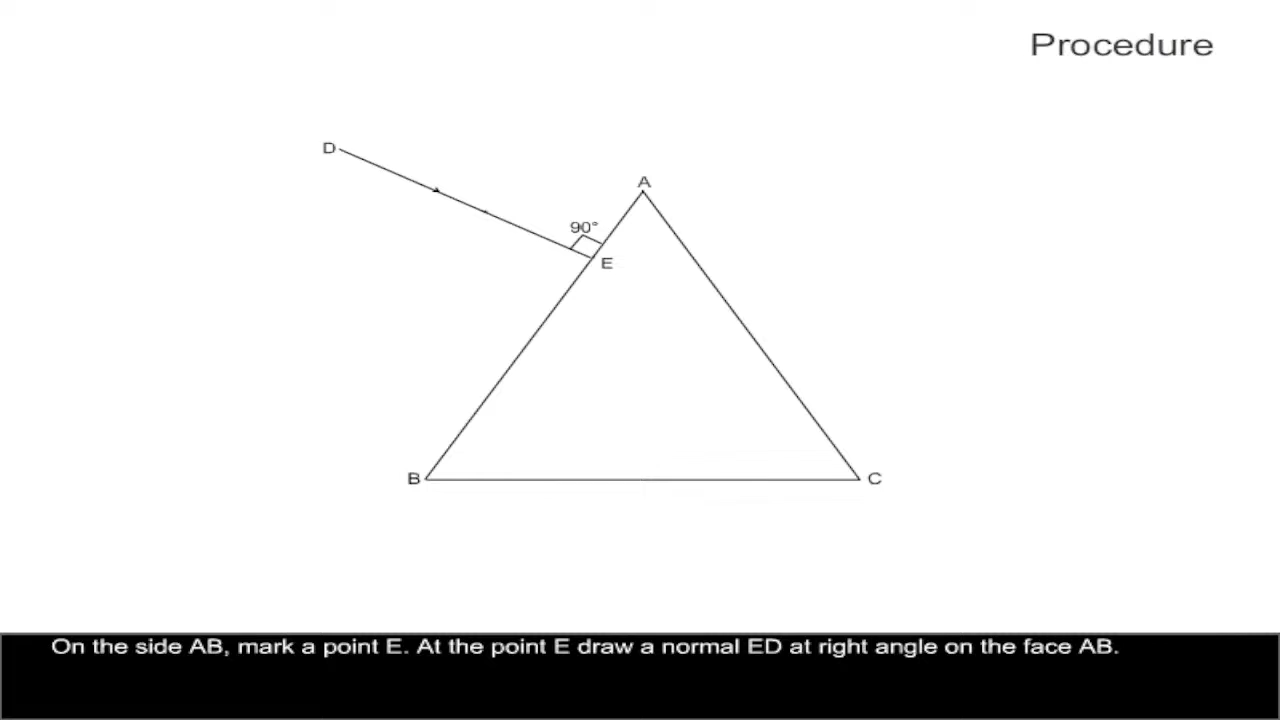 Procedure
D
A
90°
E
B
C
On the side AB, mark a point E. At the point E draw a normal ED at right angle on the face AB.